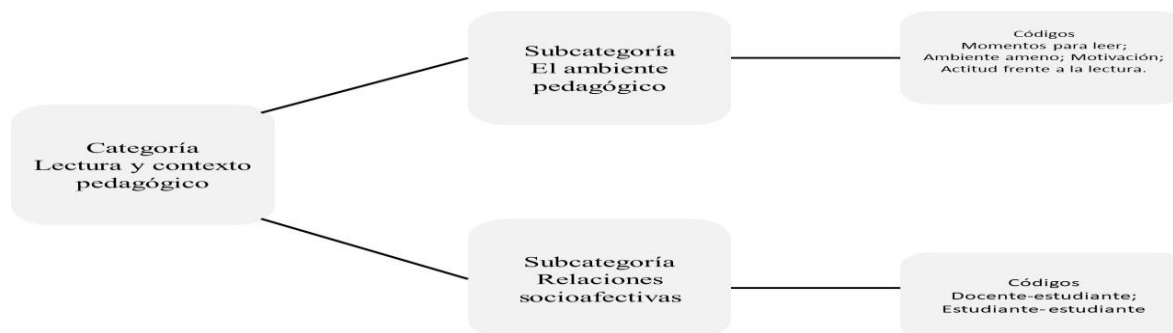 Categoría
Lectura y contexto
pedagógico
Subcategoría
El ambiente
pedagógico
Códigos
Momentos para leer;
Ambiente ameno; Motivación;
Actitud frente a la lectura.
Subcategoría
Relaciones
socioafectivas
Códigos
Docente-estudiante;
Estudiante-estudiante